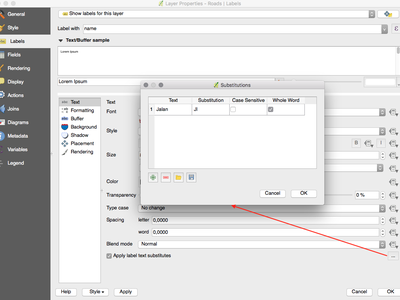 Layer Properties - Roads | Labels
General
Style
Labels
Fields
Rendering
Display
Actions
Joins
Diagrams
Metadata
Variables
Legend
Show labels for this layer
Label with
name
ε
Text/Buffer sample
Lorem Ipsum
Lorem Ipsum
Text
Formatting
Buffer
Background
Shadow
Placement
Rendering
Text
Font
Style
B
I
Size
Color
Transparency
0 %
Type case
No change
Spacing
letter
0,0000
word
0,0000
Blend mode
Normal
Apply label text substitutes
...
Substitutions
Text
Substitution
Case Sensitive
Whole Word
1
Jalan
Jl
Cancel
OK
Help
Style
Apply
Cancel
OK